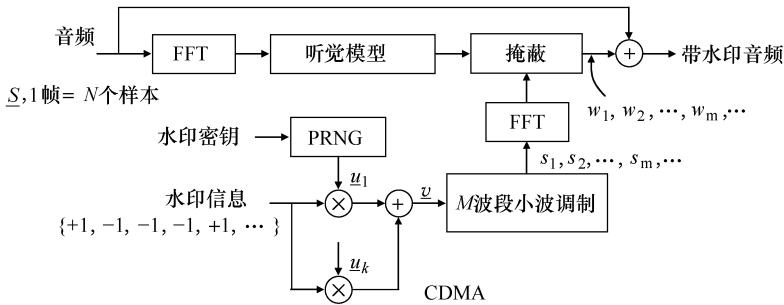 音频
FFT
听觉模型
掩蔽
+
带水印音频
S,1帧= N个样本
w1, w2, …, wm,…
FFT
水印密钥
PRNG
s1, s2,…, sm,…
u1
水印信息
×
+
v
M波段小波调制
{+1, −1, −1, −1, +1, … }
uk
×
CDMA